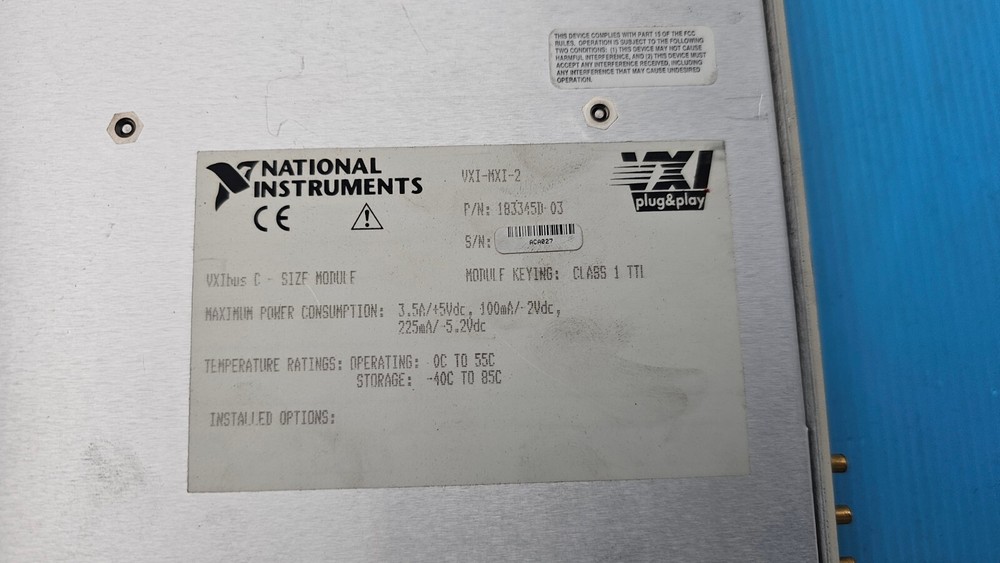 THIS DEVICE COMPLIES WITH PART 15 OF THE FCC
RULES. OPERATION IS SUBJECT TO THE FOLLOWING
TWO CONDITIONS: (1) THIS DEVICE MAY NOT CAUSE
HARMFUL INTERFERENCE, AND (2) THIS DEVICE MUST
ACCEPT ANY INTERFERENCE RECEIVED, INCLUDING
ANY INTERFERENCE THAT MAY CAUSE UNDESIRED
OPERATION.
NATIONAL
INSTRUMENTS
CE
VXI-MXI-2
VXI
plug&play
P/N: 183345D-03
S/N: ACA027
VXIbus C - SIZE MODULE
MODULE KEYING: CLASS 1 TTL
MAXIMUM POWER CONSUMPTION: 3.5A/+5Vdc, 100mA/-2Vdc,
225mA/-5.2Vdc
TEMPERATURE RATINGS: OPERATING: 0C TO 55C
STORAGE: -40C TO 85C
INSTALLED OPTIONS: